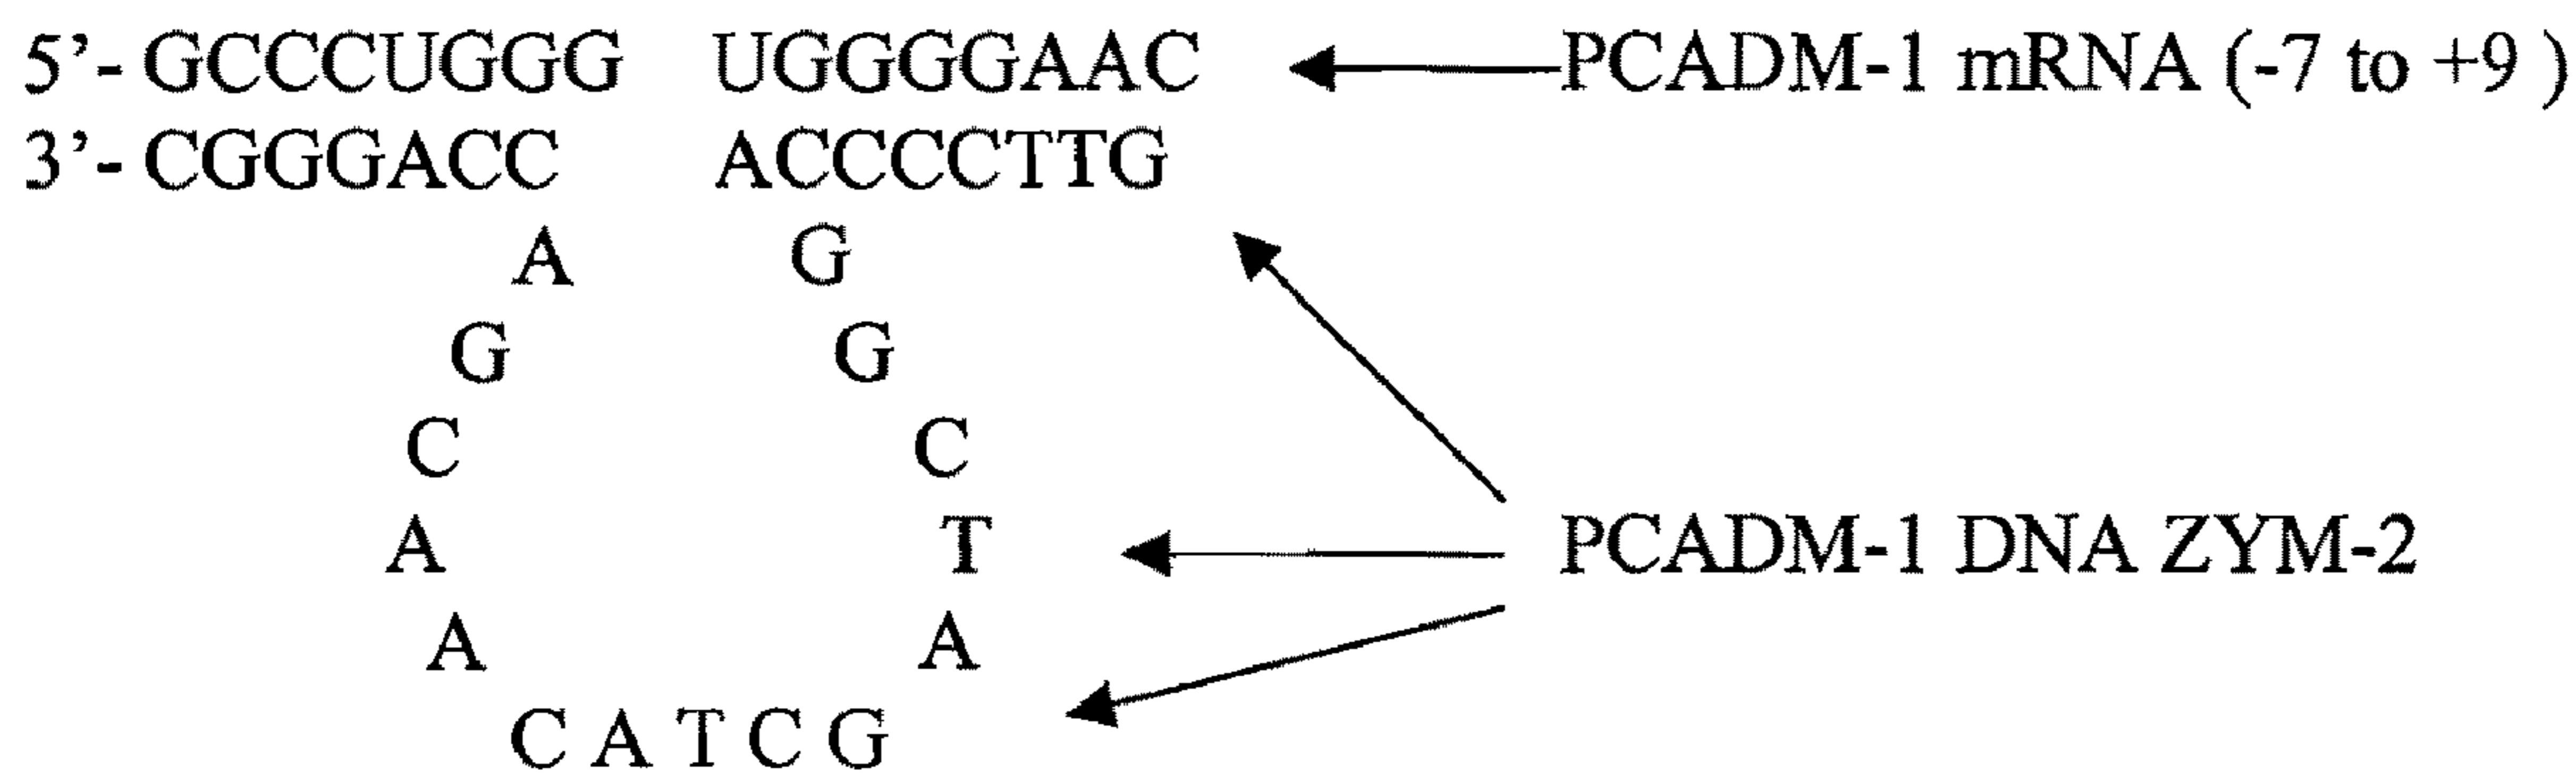 5'- GCCCUGGG UGGGGAAC PCADM-1 mRNA (-7 to +9 )
3'- CGGGACC ACCCCTTG
A G
G G
C C
A T PCADM-1 DNA ZYM-2
A A
C A T C G